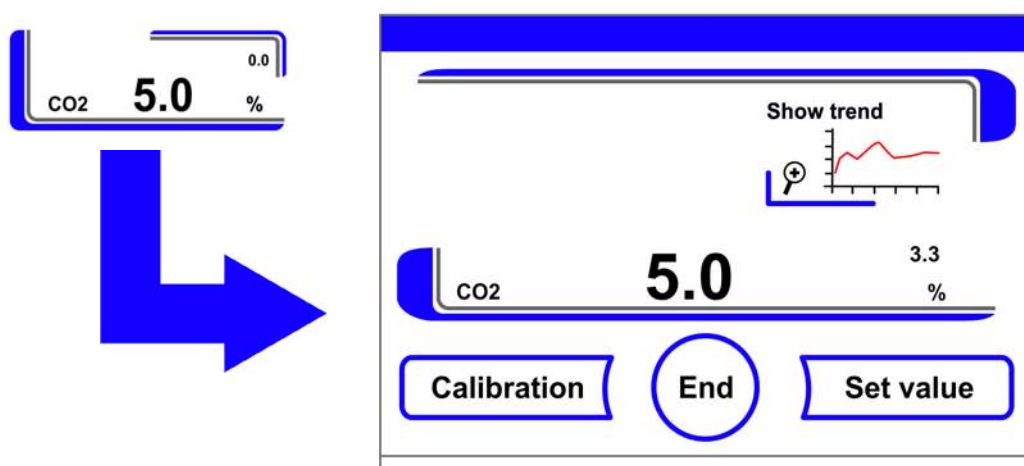 0.0
CO2 5.0 %
Show trend
3.3
CO2 5.0 %
Calibration End Set value